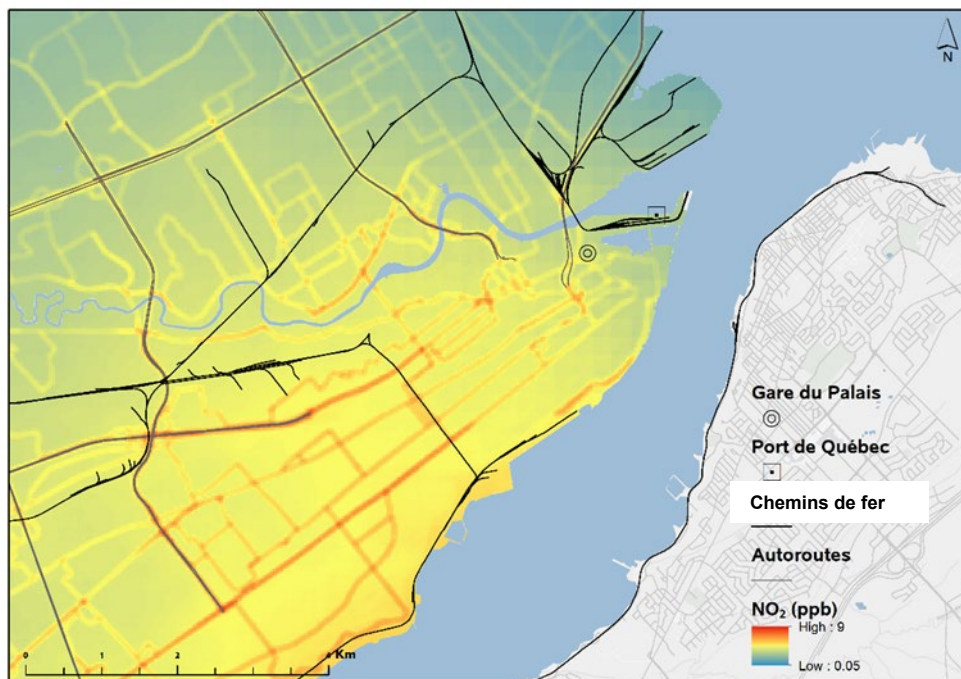 N
Gare du Palais
Port de Québec
Chemins de fer
Autoroutes
NO₂ (ppb)
High : 9
Low : 0.05
0 2 4 Km